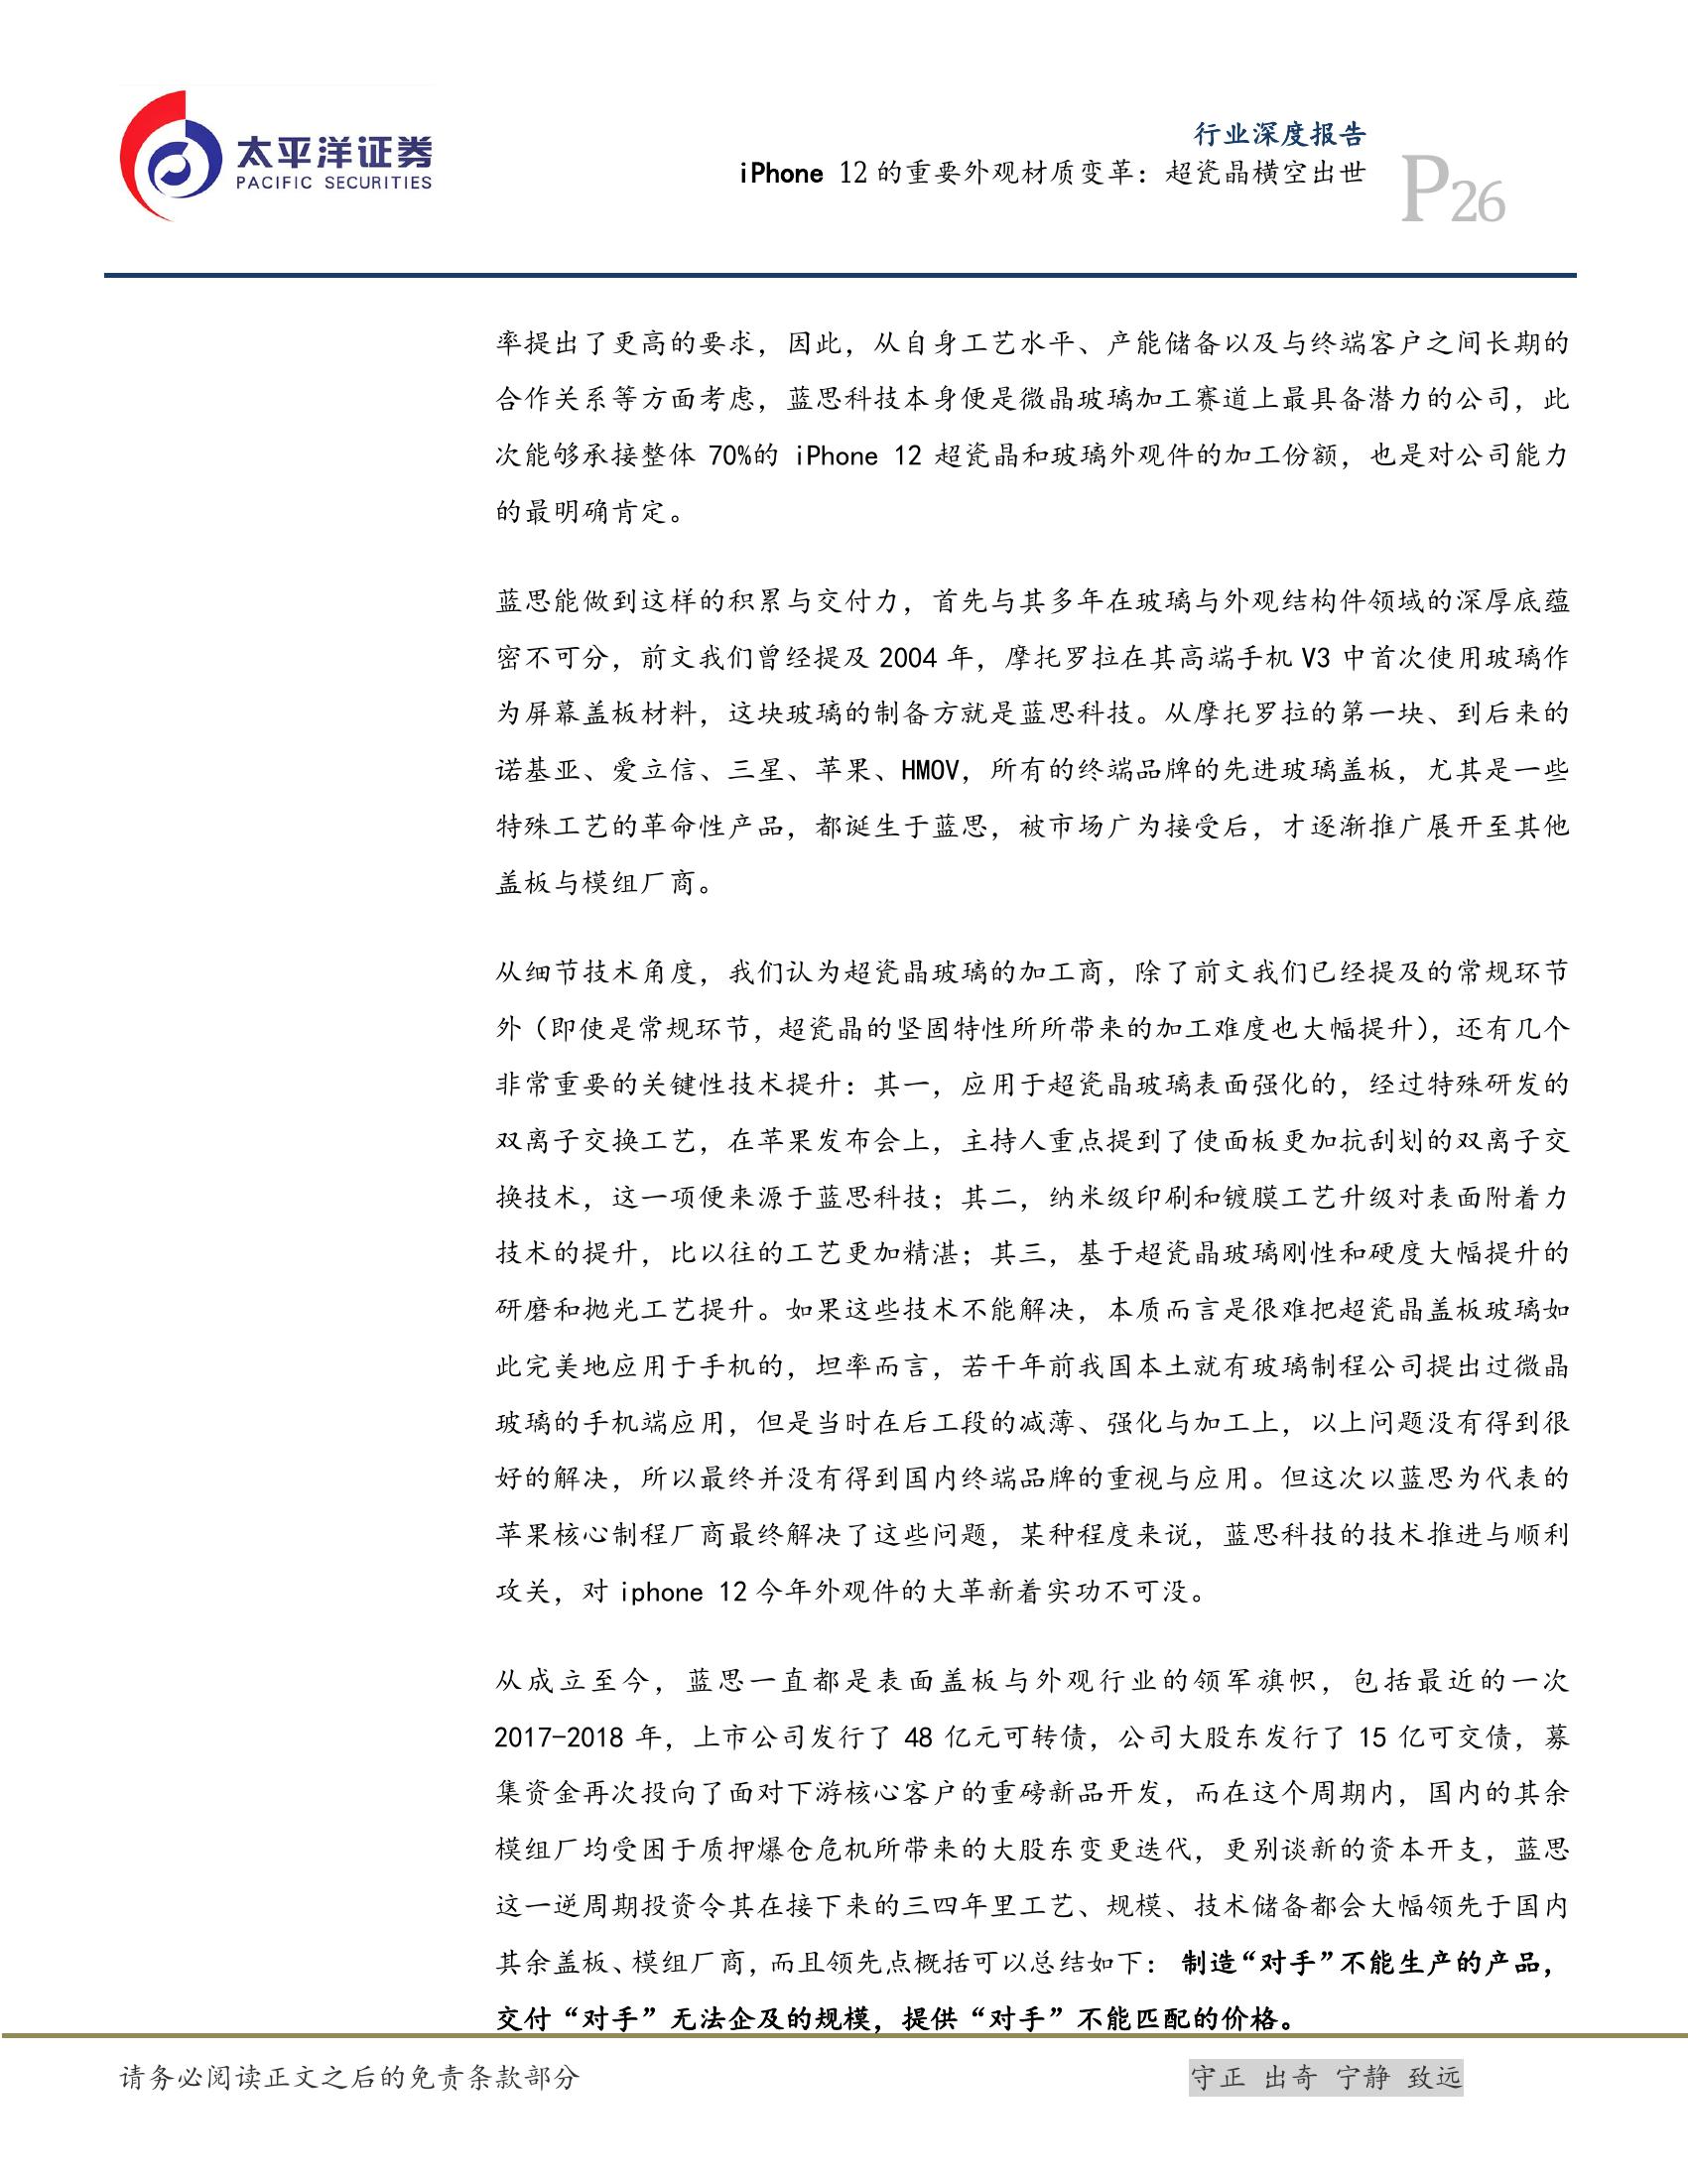 太平洋证券
PACIFIC SECURITIES
行业深度报告
iPhone 12 的重要外观材质变革：超瓷晶横空出世
P26
率提出了更高的要求，因此，从自身工艺水平、产能储备以及与终端客户之间长期的
合作关系等方面考虑，蓝思科技本身便是微晶玻璃加工赛道上最具备潜力的公司，此
次能够承接整体 70%的 iPhone 12 超瓷晶和玻璃外观件的加工份额，也是对公司能力
的最明确肯定。
蓝思能做到这样的积累与交付力，首先与其多年在玻璃与外观结构件领域的深厚底蕴
密不可分，前文我们曾经提及 2004 年，摩托罗拉在其高端手机 V3 中首次使用玻璃作
为屏幕盖板材料，这块玻璃的制备方就是蓝思科技。从摩托罗拉的第一块、到后来的
诺基亚、爱立信、三星、苹果、HMOV，所有的终端品牌的先进玻璃盖板，尤其是一些
特殊工艺的革命性产品，都诞生于蓝思，被市场广为接受后，才逐渐推广展开至其他
盖板与模组厂商。
从细节技术角度，我们认为超瓷晶玻璃的加工商，除了前文我们已经提及的常规环节
外（即使是常规环节，超瓷晶的坚固特性所所带来的加工难度也大幅提升），还有几个
非常重要的关键性技术提升：其一，应用于超瓷晶玻璃表面强化的，经过特殊研发的
双离子交换工艺，在苹果发布会上，主持人重点提到了使面板更加抗刮划的双离子交
换技术，这一项便来源于蓝思科技；其二，纳米级印刷和镀膜工艺升级对表面附着力
技术的提升，比以往的工艺更加精湛；其三，基于超瓷晶玻璃刚性和硬度大幅提升的
研磨和抛光工艺提升。如果这些技术不能解决，本质而言是很难把超瓷晶盖板玻璃如
此完美地应用于手机的，坦率而言，若干年前我国本土就有玻璃制程公司提出过微晶
玻璃的手机端应用，但是当时在后工段的减薄、强化与加工上，以上问题没有得到很
好的解决，所以最终并没有得到国内终端品牌的重视与应用。但这次以蓝思为代表的
苹果核心制程厂商最终解决了这些问题，某种程度来说，蓝思科技的技术推进与顺利
攻关，对 iphone 12 今年外观件的大革新着实功不可没。
从成立至今，蓝思一直都是表面盖板与外观行业的领军旗帜，包括最近的一次
2017-2018 年，上市公司发行了 48 亿元可转债，公司大股东发行了 15 亿可交债，募
集资金再次投向了面对下游核心客户的重磅新品开发，而在这个周期内，国内的其余
模组厂均受困于质押爆仓危机所带来的大股东变更迭代，更别谈新的资本开支，蓝思
这一逆周期投资令其在接下来的三四年里工艺、规模、技术储备都会大幅领先于国内
其余盖板、模组厂商，而且领先点概括可以总结如下： 制造“对手”不能生产的产品，
交付“对手”无法企及的规模，提供“对手”不能匹配的价格。
请务必阅读正文之后的免责条款部分
守正 出奇 宁静 致远